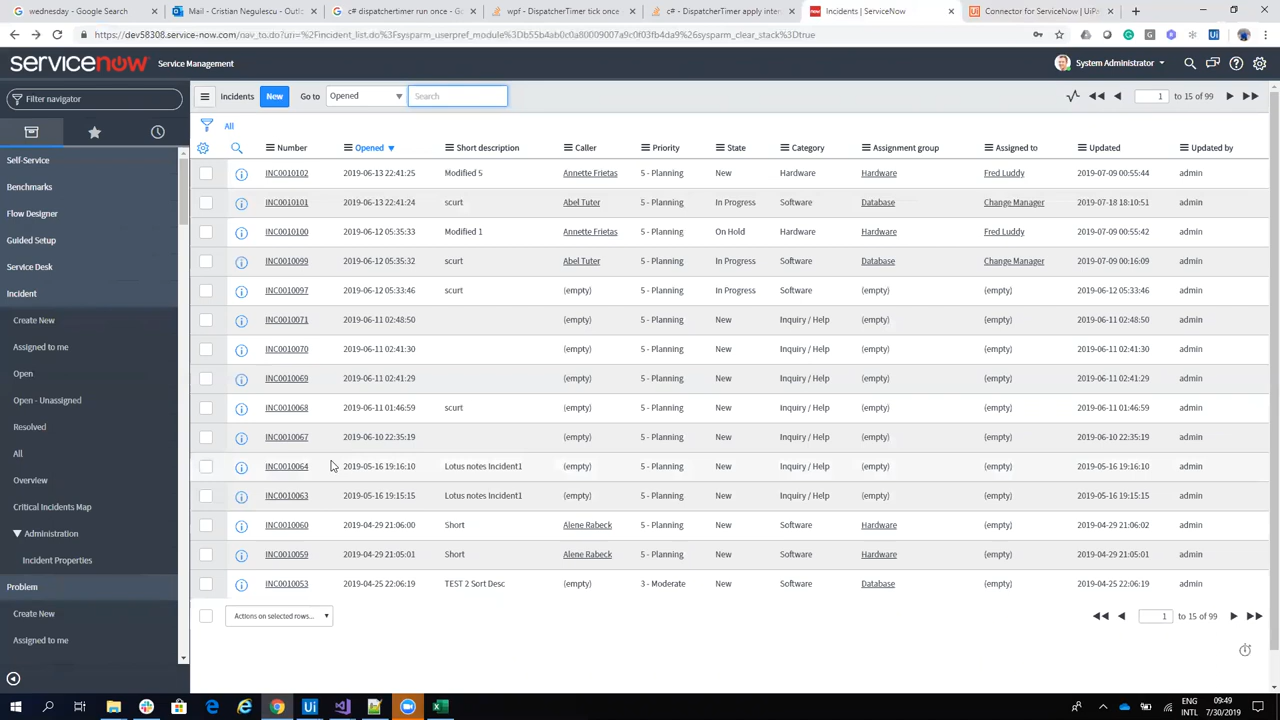 weekday - Google Search
Mail - Cristian Negulescu - Outlo
c# dispatchertimer run once - Go
wpf - DispatcherTimer tick once
c# - DispatcherTimer apply inter
Incidents | ServiceNow
Connector for ServiceNow | UiPa
https://dev58308.service-now.com/nav_to.do?uri=%2Fincident_list.do%3Fsysparm_userpref_module%3Db55b4ab0c0a80009007a9c0f03fb4da9%26sysparm_clear_stack%3Dtrue
servicenow Service Management
System Administrator
Filter navigator
Incidents New Go to Opened Search
1 to 15 of 99
All
Number Opened Short description Caller Priority State Category Assignment group Assigned to Updated Updated by
INC0010102 2019-06-13 22:41:25 Modified 5 Annette Frietas 5 - Planning New Hardware Hardware Fred Luddy 2019-07-09 00:55:44 admin
INC0010101 2019-06-13 22:41:24 scurt Abel Tuter 5 - Planning In Progress Software Database Change Manager 2019-07-18 18:10:51 admin
INC0010100 2019-06-12 05:35:33 Modified 1 Annette Frietas 5 - Planning On Hold Hardware Hardware Fred Luddy 2019-07-09 00:55:42 admin
INC0010099 2019-06-12 05:35:32 scurt Abel Tuter 5 - Planning In Progress Software Database Change Manager 2019-07-09 00:16:09 admin
INC0010097 2019-06-12 05:33:46 scurt (empty) 5 - Planning In Progress Software (empty) (empty) 2019-06-12 05:33:46 admin
INC0010071 2019-06-11 02:48:50 (empty) 5 - Planning New Inquiry / Help (empty) (empty) 2019-06-11 02:48:50 admin
INC0010070 2019-06-11 02:41:30 (empty) 5 - Planning New Inquiry / Help (empty) (empty) 2019-06-11 02:41:30 admin
INC0010069 2019-06-11 02:41:29 (empty) 5 - Planning New Inquiry / Help (empty) (empty) 2019-06-11 02:41:29 admin
INC0010068 2019-06-11 01:46:59 scurt (empty) 5 - Planning New Inquiry / Help (empty) (empty) 2019-06-11 01:46:59 admin
INC0010067 2019-06-10 22:35:19 (empty) 5 - Planning New Inquiry / Help (empty) (empty) 2019-06-10 22:35:19 admin
INC0010064 2019-05-16 19:16:10 Lotus notes Incident1 (empty) 5 - Planning New Inquiry / Help (empty) (empty) 2019-05-16 19:16:10 admin
INC0010063 2019-05-16 19:15:15 Lotus notes Incident1 (empty) 5 - Planning New Inquiry / Help (empty) (empty) 2019-05-16 19:15:15 admin
INC0010060 2019-04-29 21:06:00 Short Alene Rabeck 5 - Planning New Software Hardware (empty) 2019-04-29 21:06:02 admin
INC0010059 2019-04-29 21:05:01 Short Alene Rabeck 5 - Planning New Software Hardware (empty) 2019-04-29 21:05:01 admin
INC0010053 2019-04-25 22:06:19 TEST 2 Sort Desc (empty) 3 - Moderate New Software Database (empty) 2019-04-25 22:06:19 admin
Actions on selected rows...
1 to 15 of 99
Self-Service
Benchmarks
Flow Designer
Guided Setup
Service Desk
Incident
Create New
Assigned to me
Open
Open - Unassigned
Resolved
All
Overview
Critical Incidents Map
Administration
Incident Properties
Problem
Create New
Assigned to me
Ui
ENG
INTL
09:49
7/30/2019